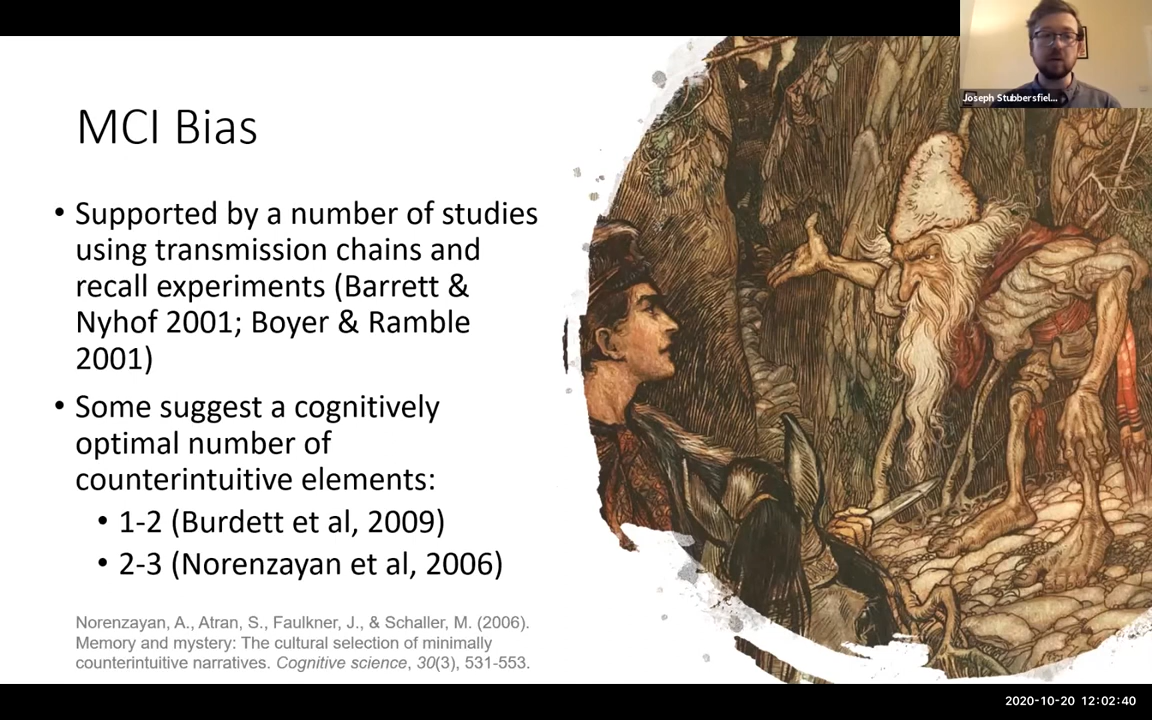 Joseph Stubbersfiel...
MCI Bias
• Supported by a number of studies
using transmission chains and
recall experiments (Barrett &
Nyhof 2001; Boyer & Ramble
2001)
• Some suggest a cognitively
optimal number of
counterintuitive elements:
• 1-2 (Burdett et al, 2009)
• 2-3 (Norenzayan et al, 2006)
Norenzayan, A., Atran, S., Faulkner, J., & Schaller, M. (2006).
Memory and mystery: The cultural selection of minimally
counterintuitive narratives. Cognitive science, 30(3), 531-553.
2020-10-20 12:02:40